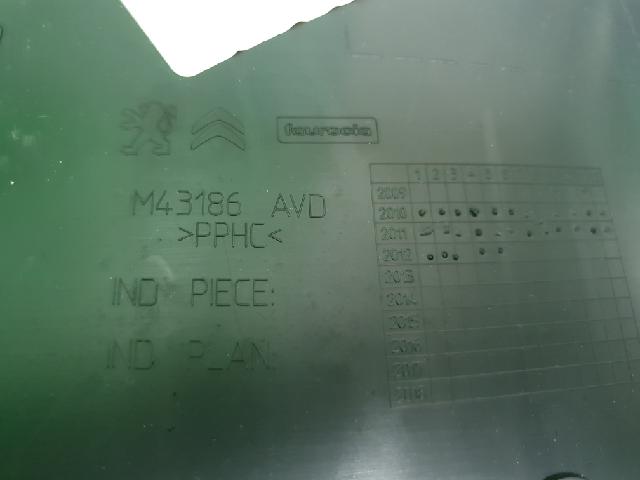 faurecia
M43186 AVD
>PPHC<
IND PIECE:
IND PLAN:
1 2 3 4 5 6
2009
2010
2011
2012
2013
2014
2015
2016
2017
2018